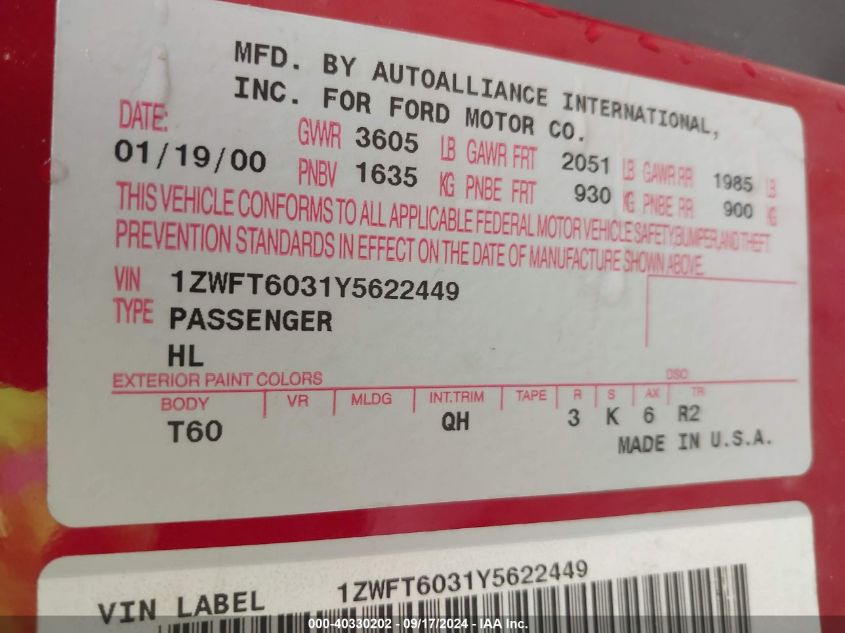 MFD. BY AUTOALLIANCE INTERNATIONAL,
INC. FOR FORD MOTOR CO.
DATE: GVWR 3605 LB GAWR FRT 2051 LB GAWR RR 1985 LB
01/19/00 PNBV 1635 KG PNBE FRT 930 KG PNBE RR 900 KG
THIS VEHICLE CONFORMS TO ALL APPLICABLE FEDERAL MOTOR VEHICLE SAFETY, BUMPER, AND THEFT
PREVENTION STANDARDS IN EFFECT ON THE DATE OF MANUFACTURE SHOWN ABOVE.
VIN 1ZWFT6031Y5622449
TYPE PASSENGER
HL
EXTERIOR PAINT COLORS DSO
BODY VR MLDG INT.TRIM TAPE R S AX TR
T60 QH 3 K 6 R2
MADE IN U.S.A.
VIN LABEL 1ZWFT6031Y5622449
000-40330202 - 09/17/2024 - IAA Inc.